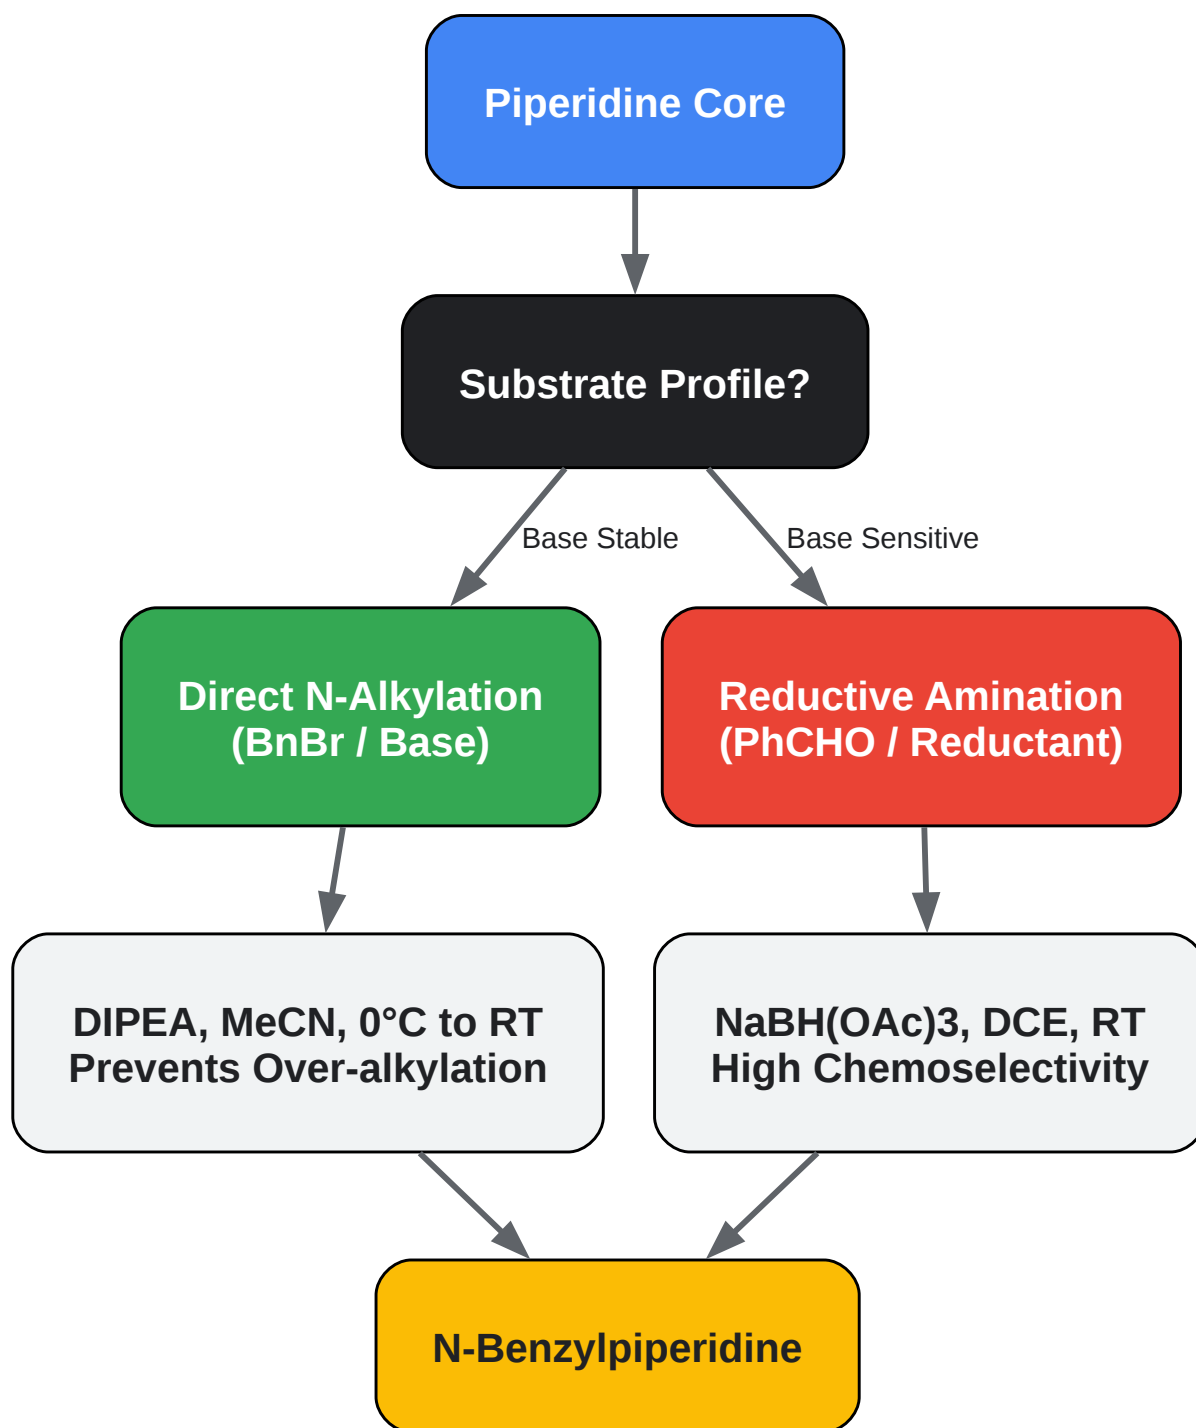 Piperidine Core
Substrate Profile?
Base Stable
Base Sensitive
Direct N-Alkylation
(BnBr / Base)
Reductive Amination
(PhCHO / Reductant)
DIPEA, MeCN, 0°C to RT
Prevents Over-alkylation
NaBH(OAc)3, DCE, RT
High Chemoselectivity
N-Benzylpiperidine